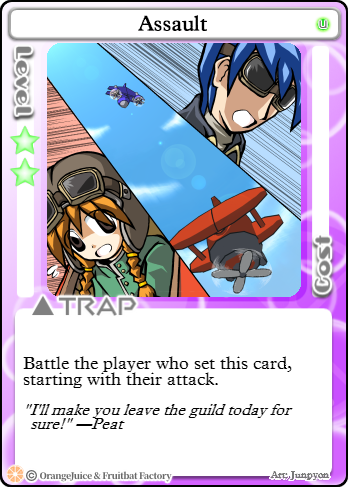 Assault
U
Level
Cost
TRAP
Battle the player who set this card,
starting with their attack.
"I'll make you leave the guild today for
sure!" —Peat
© OrangeJuice & Fruitbat Factory
Art: Junpyon